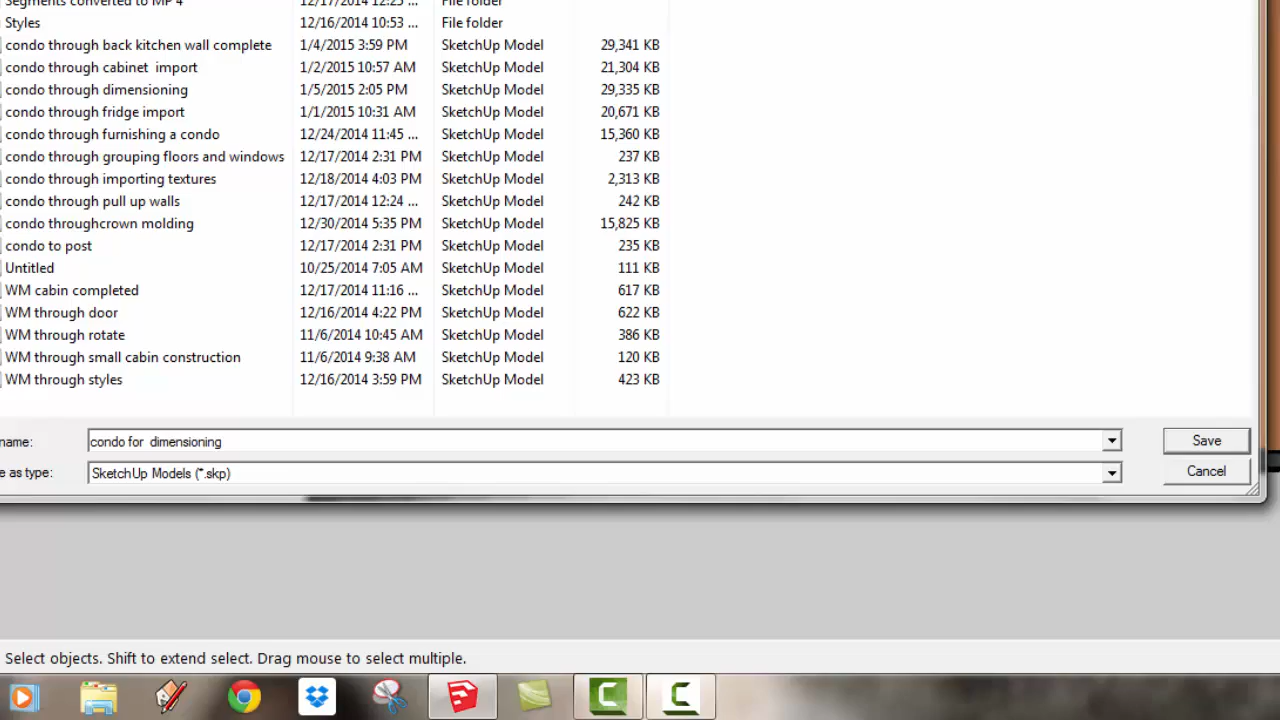 Segments converted to MP4 12/17/2014 12:25 ... File folder
Styles 12/16/2014 10:53 ... File folder
condo through back kitchen wall complete 1/4/2015 3:59 PM SketchUp Model 29,341 KB
condo through cabinet  import 1/2/2015 10:57 AM SketchUp Model 21,304 KB
condo through dimensioning 1/5/2015 2:05 PM SketchUp Model 29,335 KB
condo through fridge import 1/1/2015 10:31 AM SketchUp Model 20,671 KB
condo through furnishing a condo 12/24/2014 11:45 ... SketchUp Model 15,360 KB
condo through grouping floors and windows 12/17/2014 2:31 PM SketchUp Model 237 KB
condo through importing textures 12/18/2014 4:03 PM SketchUp Model 2,313 KB
condo through pull up walls 12/17/2014 12:24 ... SketchUp Model 242 KB
condo throughcrown molding 12/30/2014 5:35 PM SketchUp Model 15,825 KB
condo to post 12/17/2014 2:31 PM SketchUp Model 235 KB
Untitled 10/25/2014 7:05 AM SketchUp Model 111 KB
WM cabin completed 12/17/2014 11:16 ... SketchUp Model 617 KB
WM through door 12/16/2014 4:22 PM SketchUp Model 622 KB
WM through rotate 11/6/2014 10:45 AM SketchUp Model 386 KB
WM through small cabin construction 11/6/2014 9:38 AM SketchUp Model 120 KB
WM through styles 12/16/2014 3:59 PM SketchUp Model 423 KB
name: condo for  dimensioning Save
e as type: SketchUp Models (*.skp) Cancel
Select objects. Shift to extend select. Drag mouse to select multiple.